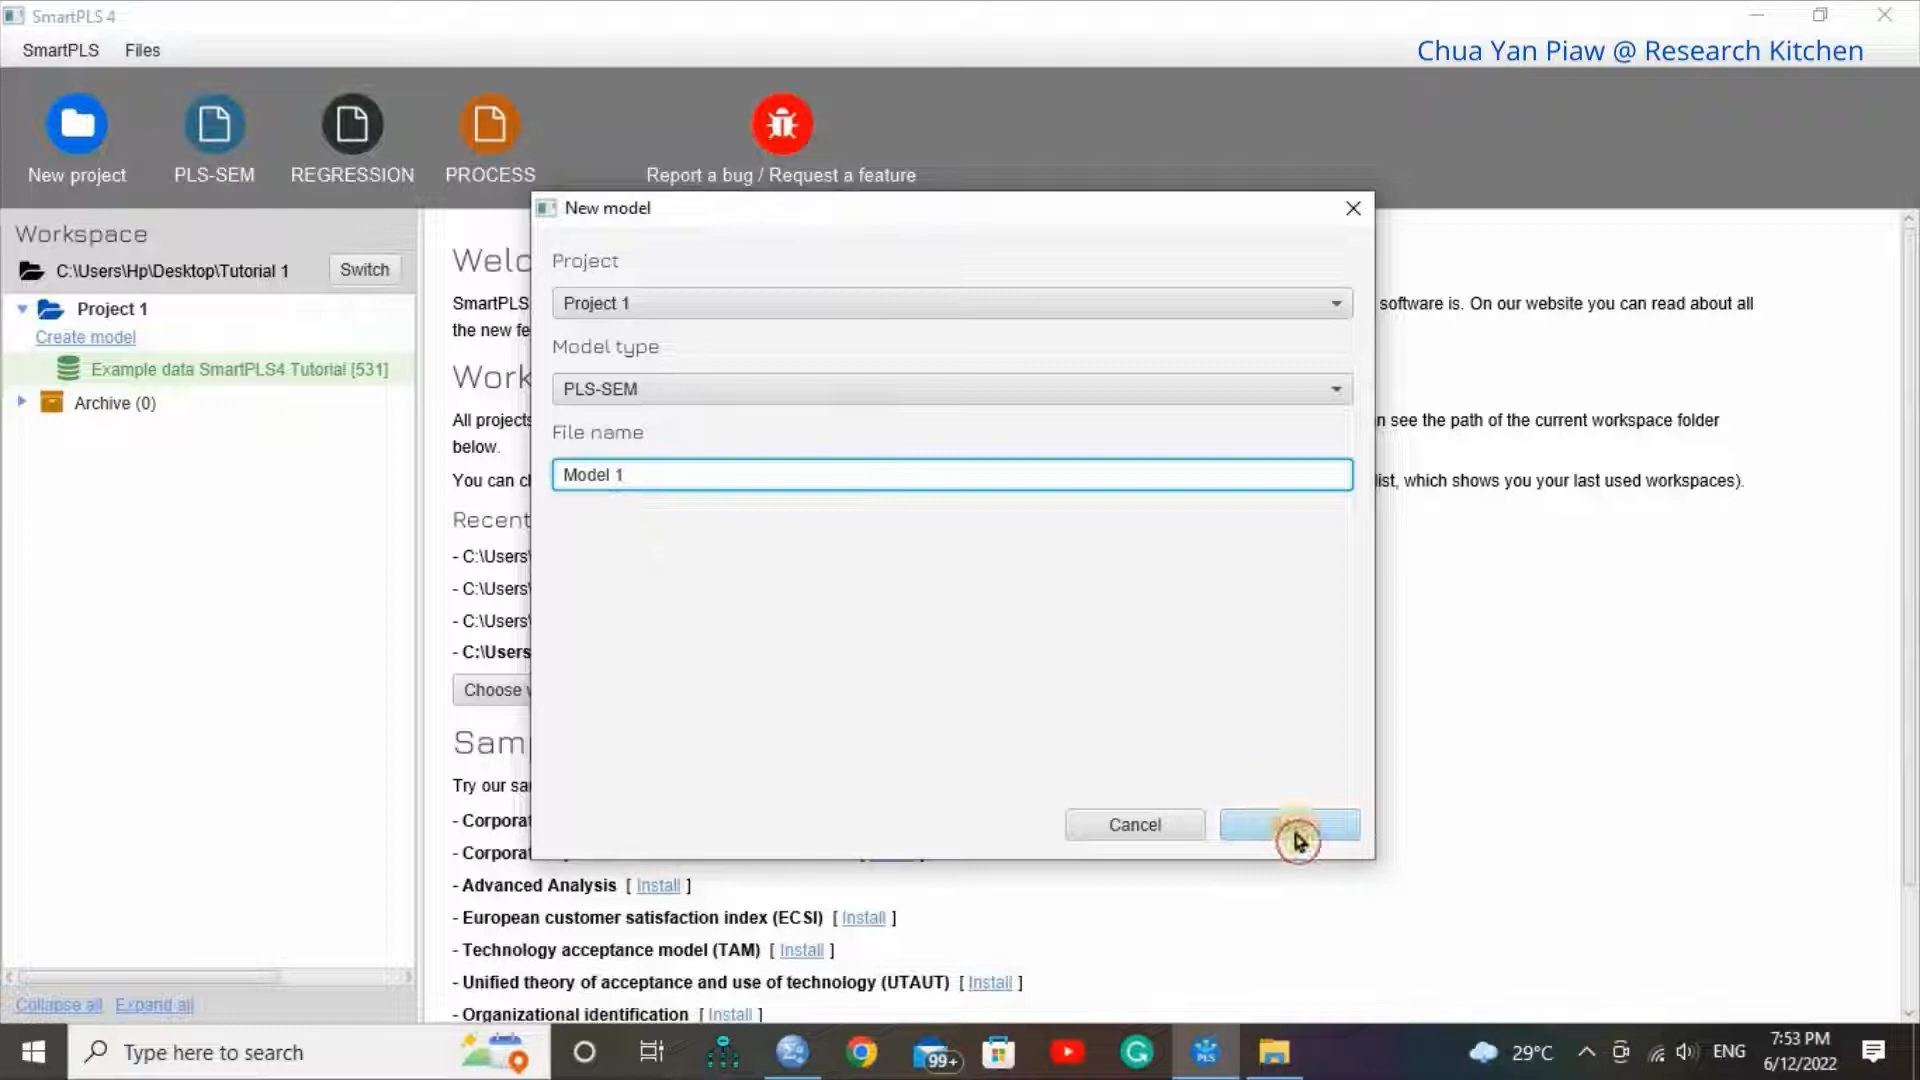 SmartPLS 4
SmartPLS Files
Chua Yan Piaw @ Research Kitchen
New project
PLS-SEM
REGRESSION
PROCESS
Report a bug / Request a feature
Workspace
C:\Users\Hp\Desktop\Tutorial 1
Switch
Project 1
Create model
Example data SmartPLS4 Tutorial [531]
Archive (0)
Collapse all Expand all
New model
Project
Project 1
Model type
PLS-SEM
File name
Model 1
Cancel
SmartPLS
software is. On our website you can read about all
the new
All projects
see the path of the current workspace folder
below.
You can
list, which shows you your last used workspaces).
Recent
- C:\Users\
- C:\Users\
- C:\Users\
- C:\Users
Choose
Try our
- Advanced Analysis [ Install ]
- European customer satisfaction index (ECSI) [ Install ]
- Technology acceptance model (TAM) [ Install ]
- Unified theory of acceptance and use of technology (UTAUT) [ Install ]
- Organizational identification [ Install ]
Type here to search
99+
PLS
29°C
ENG
7:53 PM
6/12/2022